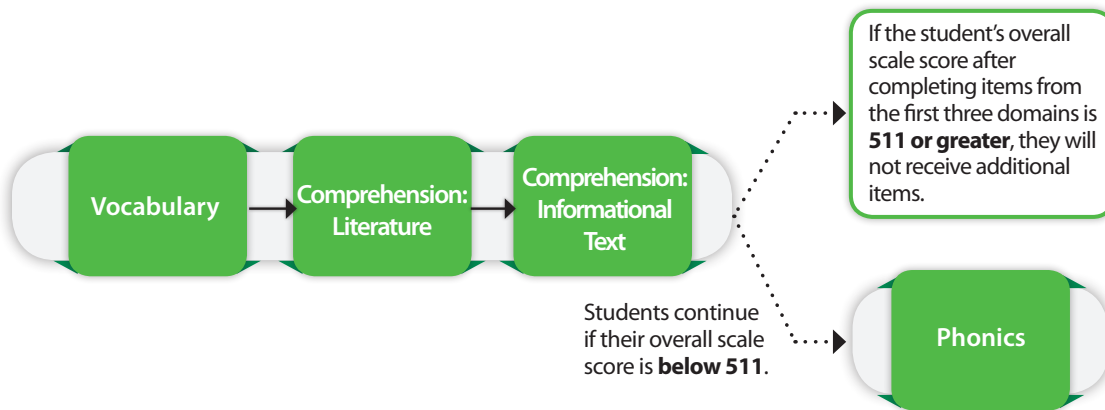 Vocabulary
Comprehension:
Literature
Comprehension:
Informational
Text
If the student’s overall
scale score after
completing items from
the first three domains is
511 or greater, they will
not receive additional
items.
Students continue
if their overall scale
score is below 511.
Phonics